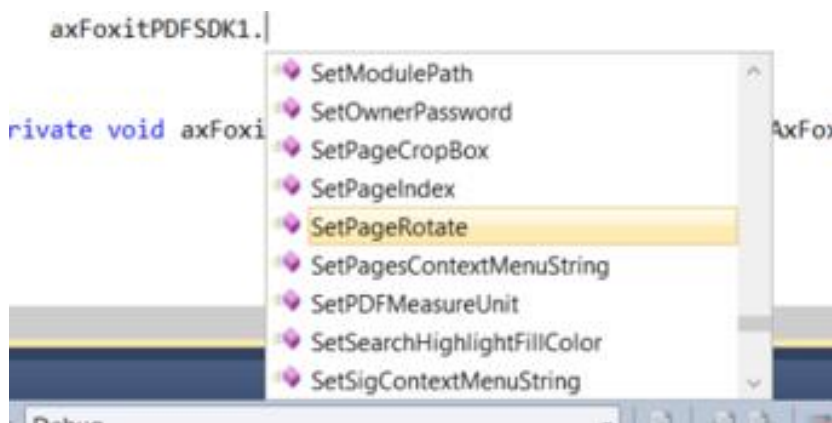 axFoxitPDFSDK1.
SetModulePath
SetOwnerPassword
rivate void axFoxi AxFox
SetPageCropBox
SetPageIndex
SetPageRotate
SetPagesContextMenuString
SetPDFMeasureUnit
SetSearchHighlightFillColor
SetSigContextMenuString